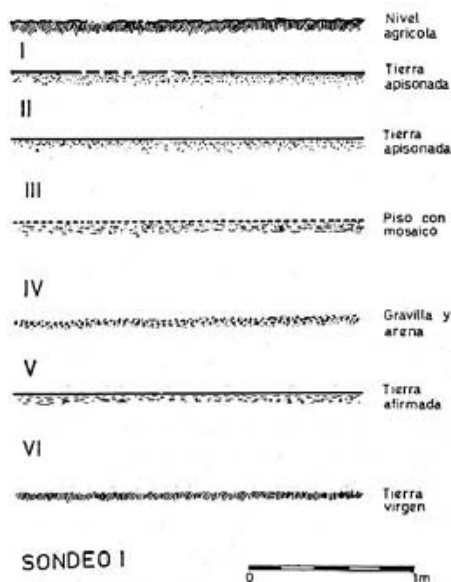 Nivel
agrícola
I
Tierra
apisonada
II
Tierra
apisonada
III
Piso con
mosaico
IV
Gravilla y
arena
V
Tierra
afirmada
VI
Tierra
virgen
SONDEO I
0 1m